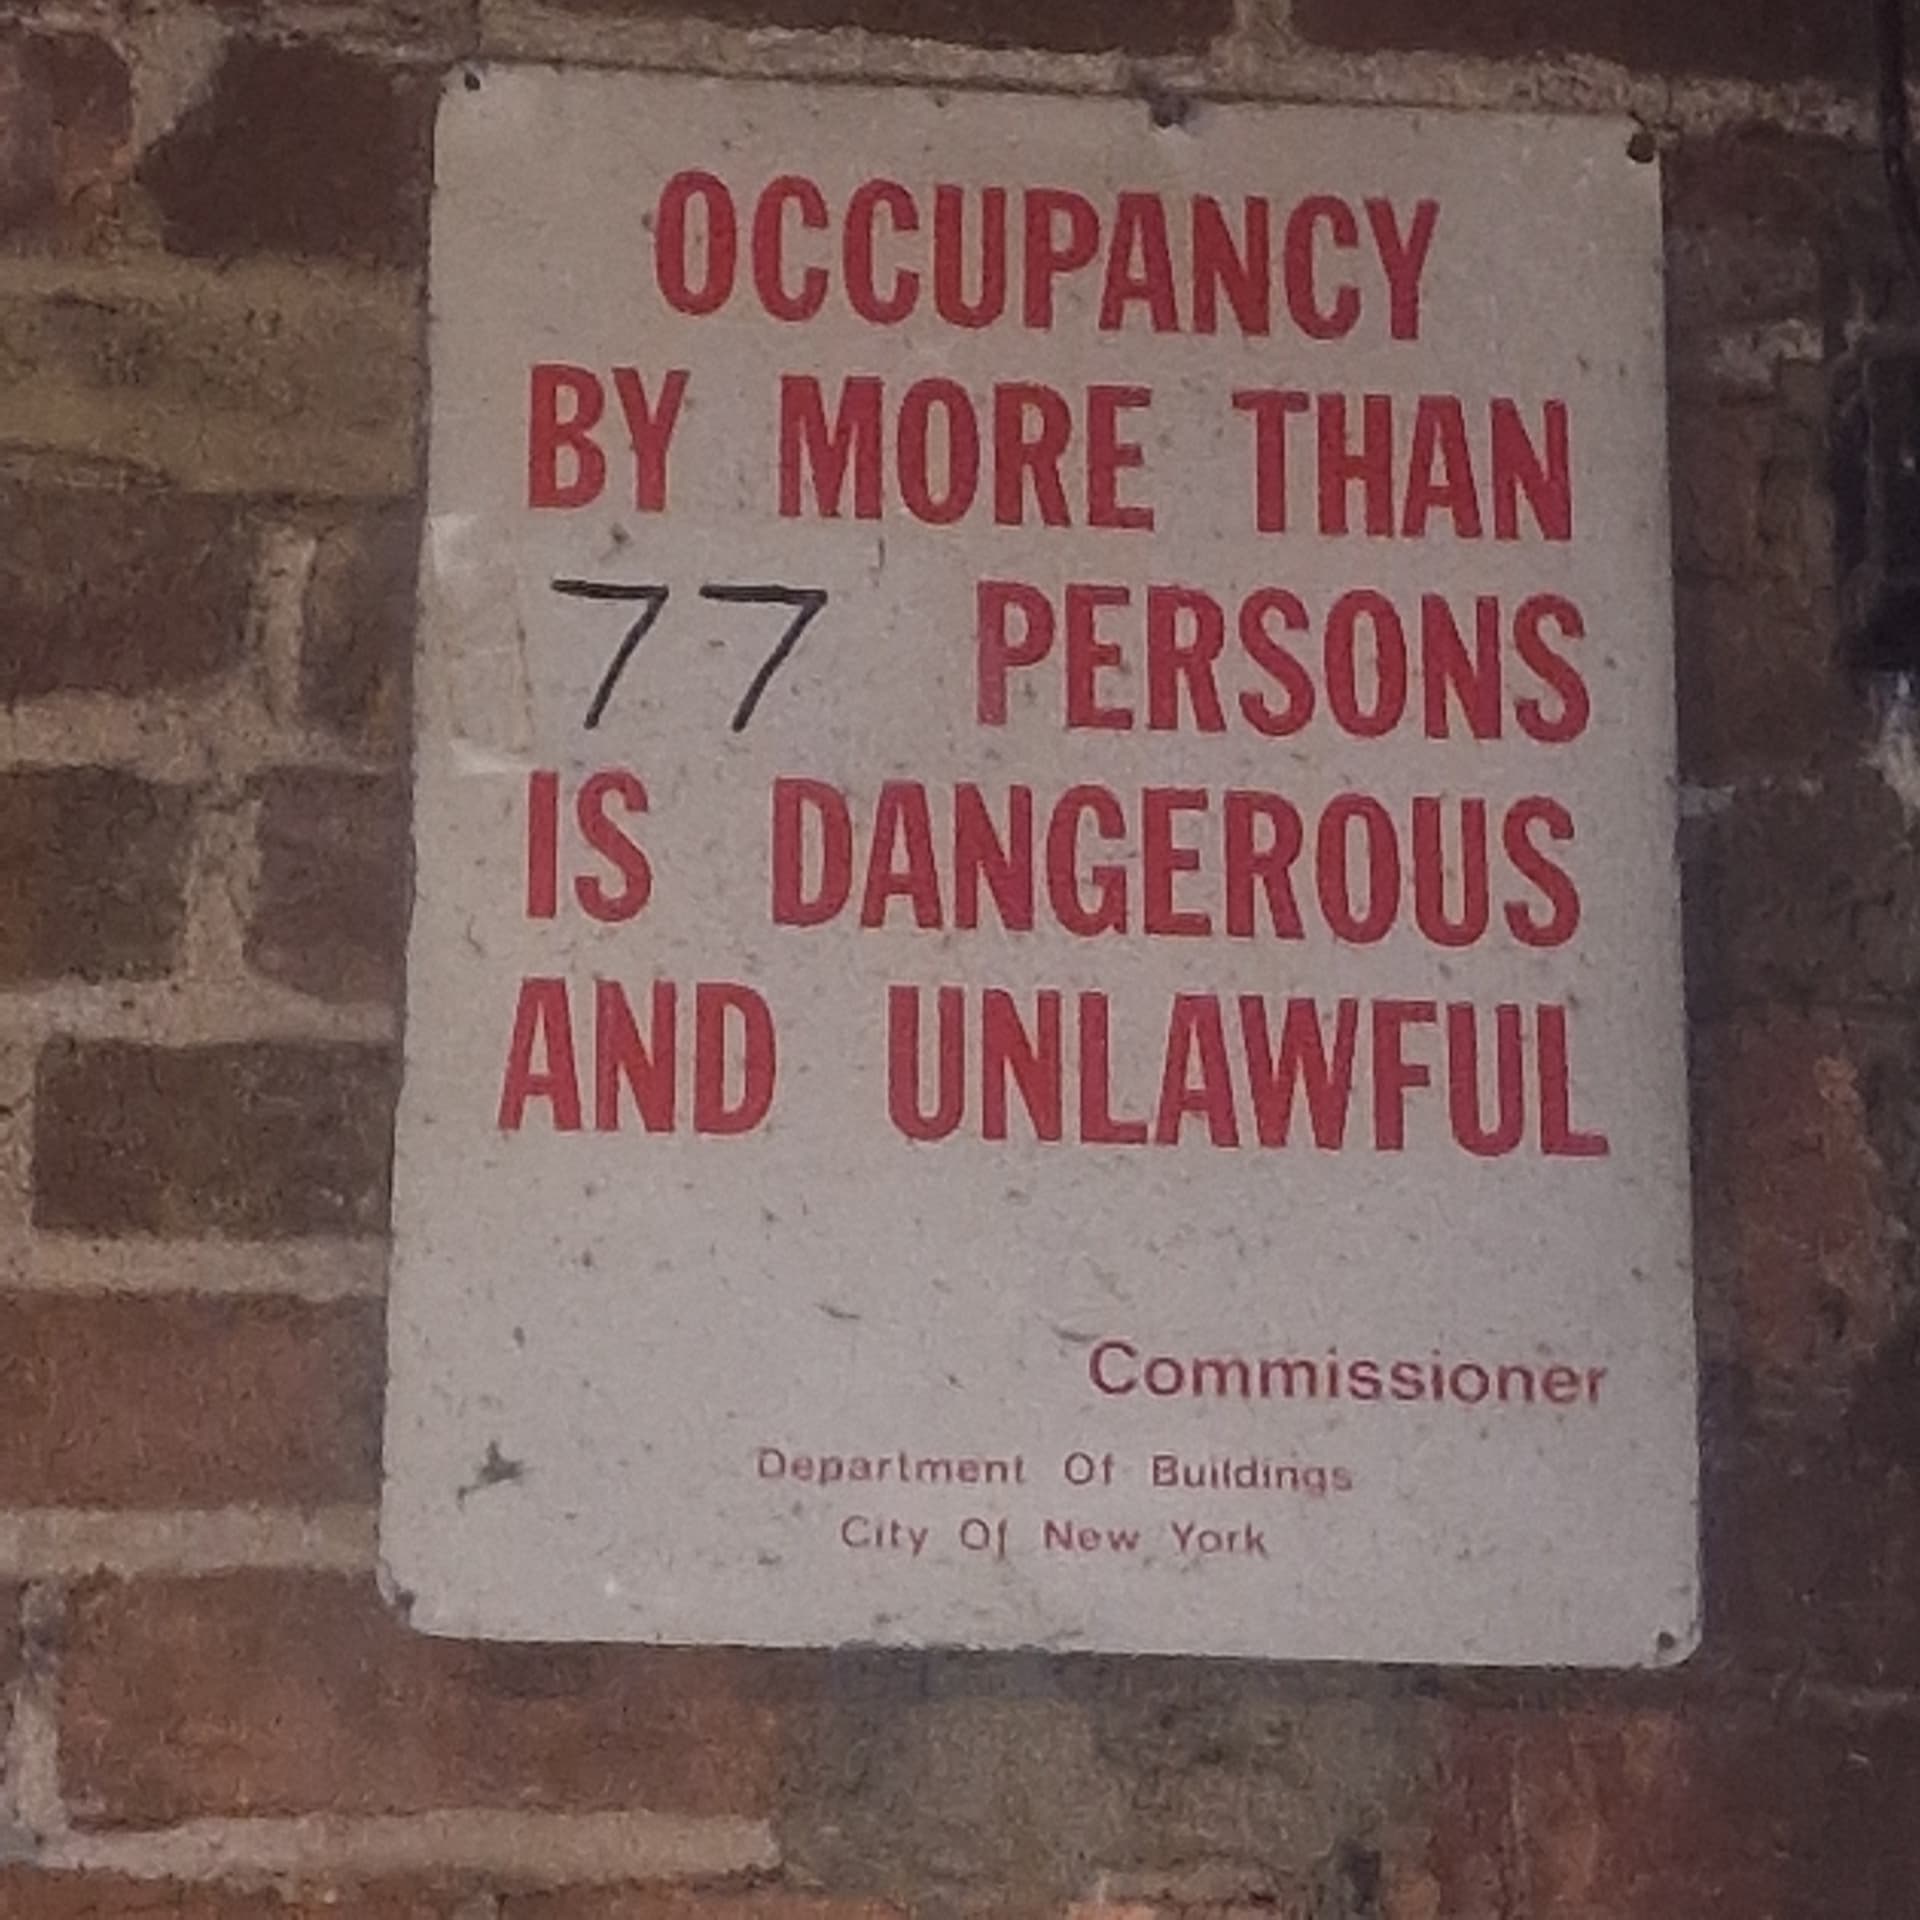 OCCUPANCY
BY MORE THAN
77 PERSONS
IS DANGEROUS
AND UNLAWFUL
Commissioner
Department Of Buildings
City Of New York